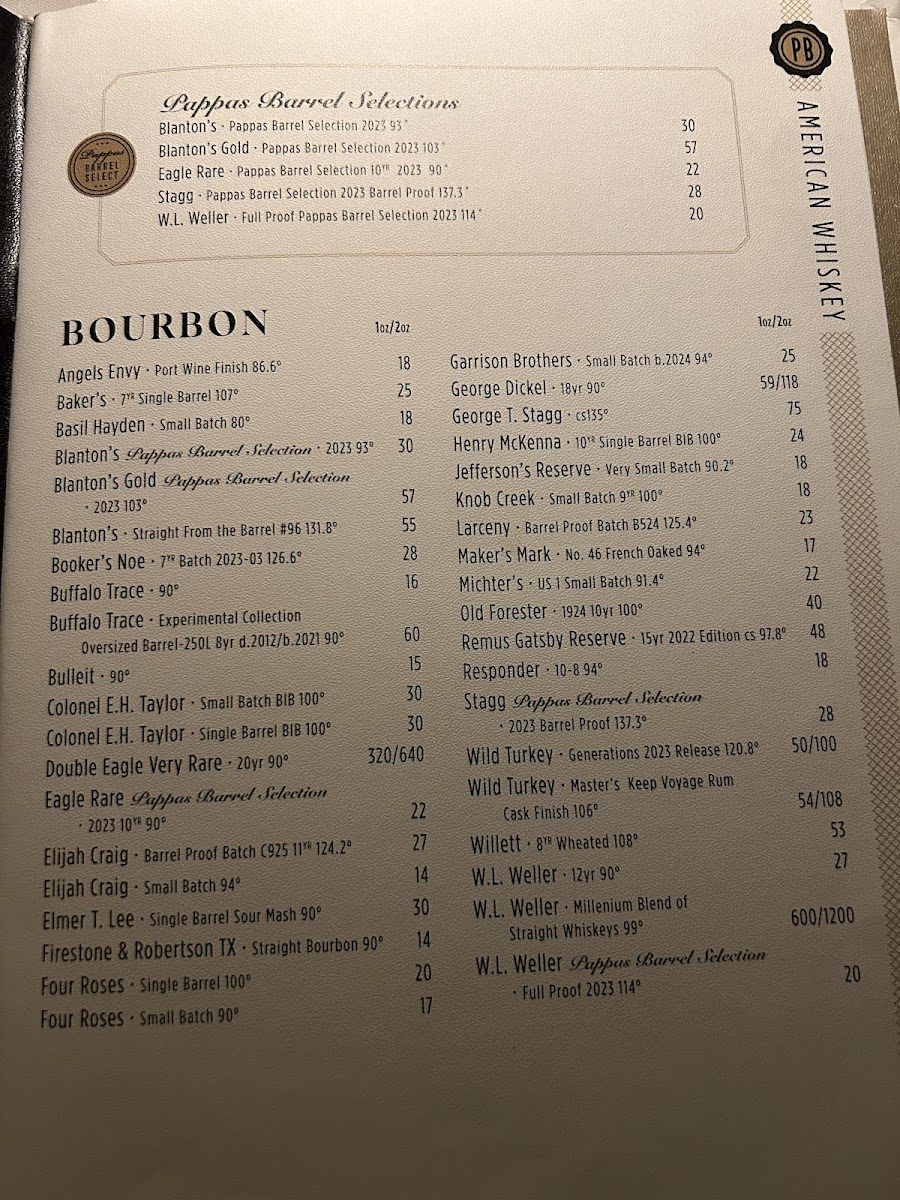 PB
AMERICAN WHISKEY
Pappas
BARREL
SELECT
Pappas Barrel Selections
Blanton's · Pappas Barrel Selection 2023 93° 30
Blanton's Gold · Pappas Barrel Selection 2023 103° 57
Eagle Rare · Pappas Barrel Selection 10YR 2023 90° 22
Stagg · Pappas Barrel Selection 2023 Barrel Proof 137.3° 28
W.L. Weller · Full Proof Pappas Barrel Selection 2023 114° 20
BOURBON 1oz/2oz
Angels Envy · Port Wine Finish 86.6° 18
Baker's · 7YR Single Barrel 107° 25
Basil Hayden · Small Batch 80° 18
Blanton's Pappas Barrel Selection · 2023 93° 30
Blanton's Gold Pappas Barrel Selection
· 2023 103° 57
Blanton's · Straight From the Barrel #96 131.8° 55
Booker's Noe · 7YR Batch 2023-03 126.6° 28
Buffalo Trace · 90° 16
Buffalo Trace · Experimental Collection
Oversized Barrel-250L 8yr d.2012/b.2021 90° 60
Bulleit · 90° 15
Colonel E.H. Taylor · Small Batch BIB 100° 30
Colonel E.H. Taylor · Single Barrel BIB 100° 30
Double Eagle Very Rare · 20yr 90° 320/640
Eagle Rare Pappas Barrel Selection
· 2023 10YR 90° 22
Elijah Craig · Barrel Proof Batch C925 11YR 124.2° 27
Elijah Craig · Small Batch 94° 14
Elmer T. Lee · Single Barrel Sour Mash 90° 30
Firestone & Robertson TX · Straight Bourbon 90° 14
Four Roses · Single Barrel 100° 20
Four Roses · Small Batch 90° 17
1oz/2oz
Garrison Brothers · Small Batch b.2024 94° 25
George Dickel · 18yr 90° 59/118
George T. Stagg · cs135° 75
Henry McKenna · 10YR Single Barrel BIB 100° 24
Jefferson's Reserve · Very Small Batch 90.2° 18
Knob Creek · Small Batch 9YR 100° 18
Larceny · Barrel Proof Batch B524 125.4° 23
Maker's Mark · No. 46 French Oaked 94° 17
Michter's · US 1 Small Batch 91.4° 22
Old Forester · 1924 10yr 100° 40
Remus Gatsby Reserve · 15yr 2022 Edition cs 97.8° 48
Responder · 10-8 94° 18
Stagg Pappas Barrel Selection
· 2023 Barrel Proof 137.3° 28
Wild Turkey · Generations 2023 Release 120.8° 50/100
Wild Turkey · Master's Keep Voyage Rum
Cask Finish 106° 54/108
Willett · 8YR Wheated 108° 53
W.L. Weller · 12yr 90° 27
W.L. Weller · Millenium Blend of
Straight Whiskeys 99° 600/1200
W.L. Weller Pappas Barrel Selection
· Full Proof 2023 114° 20